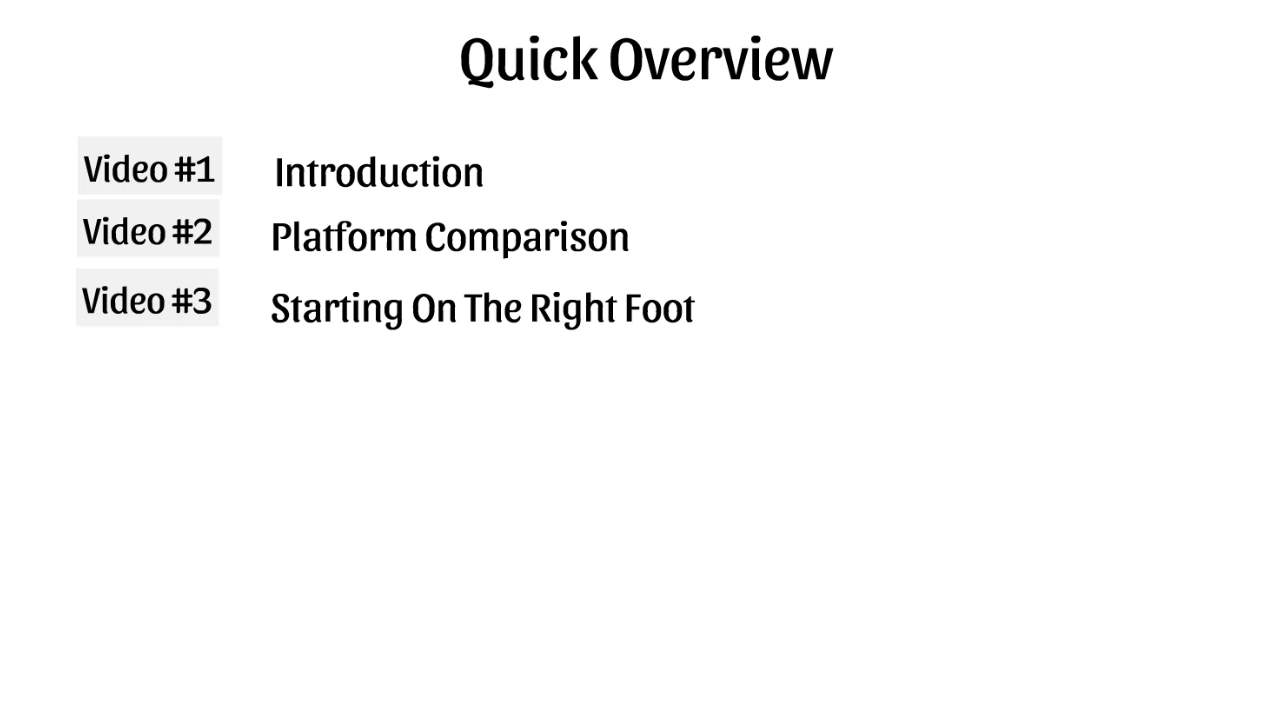 Quick Overview
Video #1 Introduction
Video #2 Platform Comparison
Video #3 Starting On The Right Foot